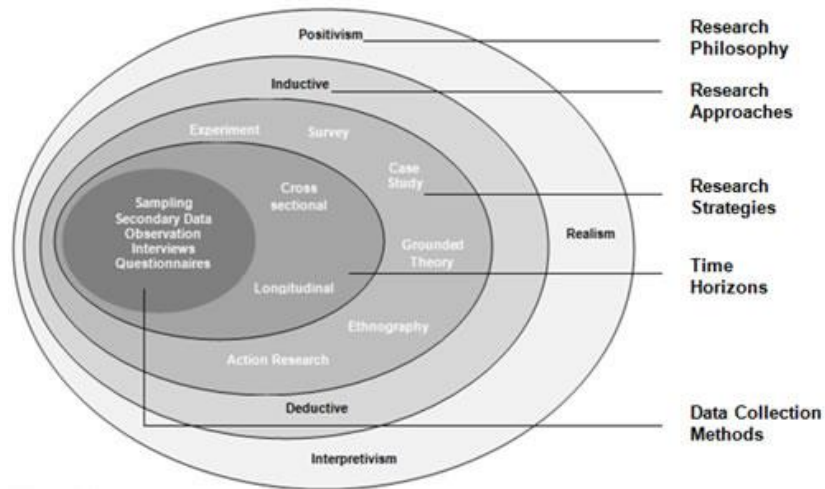 Positivism
Research
Philosophy
Inductive
Research
Approaches
Experiment
Survey
Case
Study
Research
Strategies
Sampling
Secondary Data
Observation
Interviews
Questionnaires
Cross
sectional
Realism
Grounded
Theory
Time
Horizons
Longitudinal
Ethnography
Action Research
Deductive
Data Collection
Methods
Interpretivism